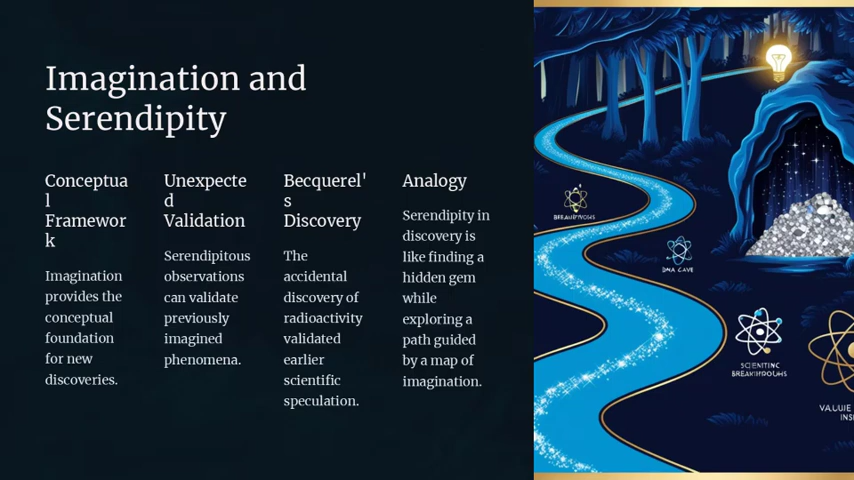 Imagination and
Serendipity
Conceptua
l
Framewor
k
Imagination
provides the
conceptual
foundation
for new
discoveries.
Unexpecte
d
Validation
Serendipitous
observations
can validate
previously
imagined
phenomena.
Becquerel'
s
Discovery
The
accidental
discovery of
radioactivity
validated
earlier
scientific
speculation.
Analogy
Serendipity in
discovery is
like finding a
hidden gem
while
exploring a
path guided
by a map of
imagination.
DNA CAVE